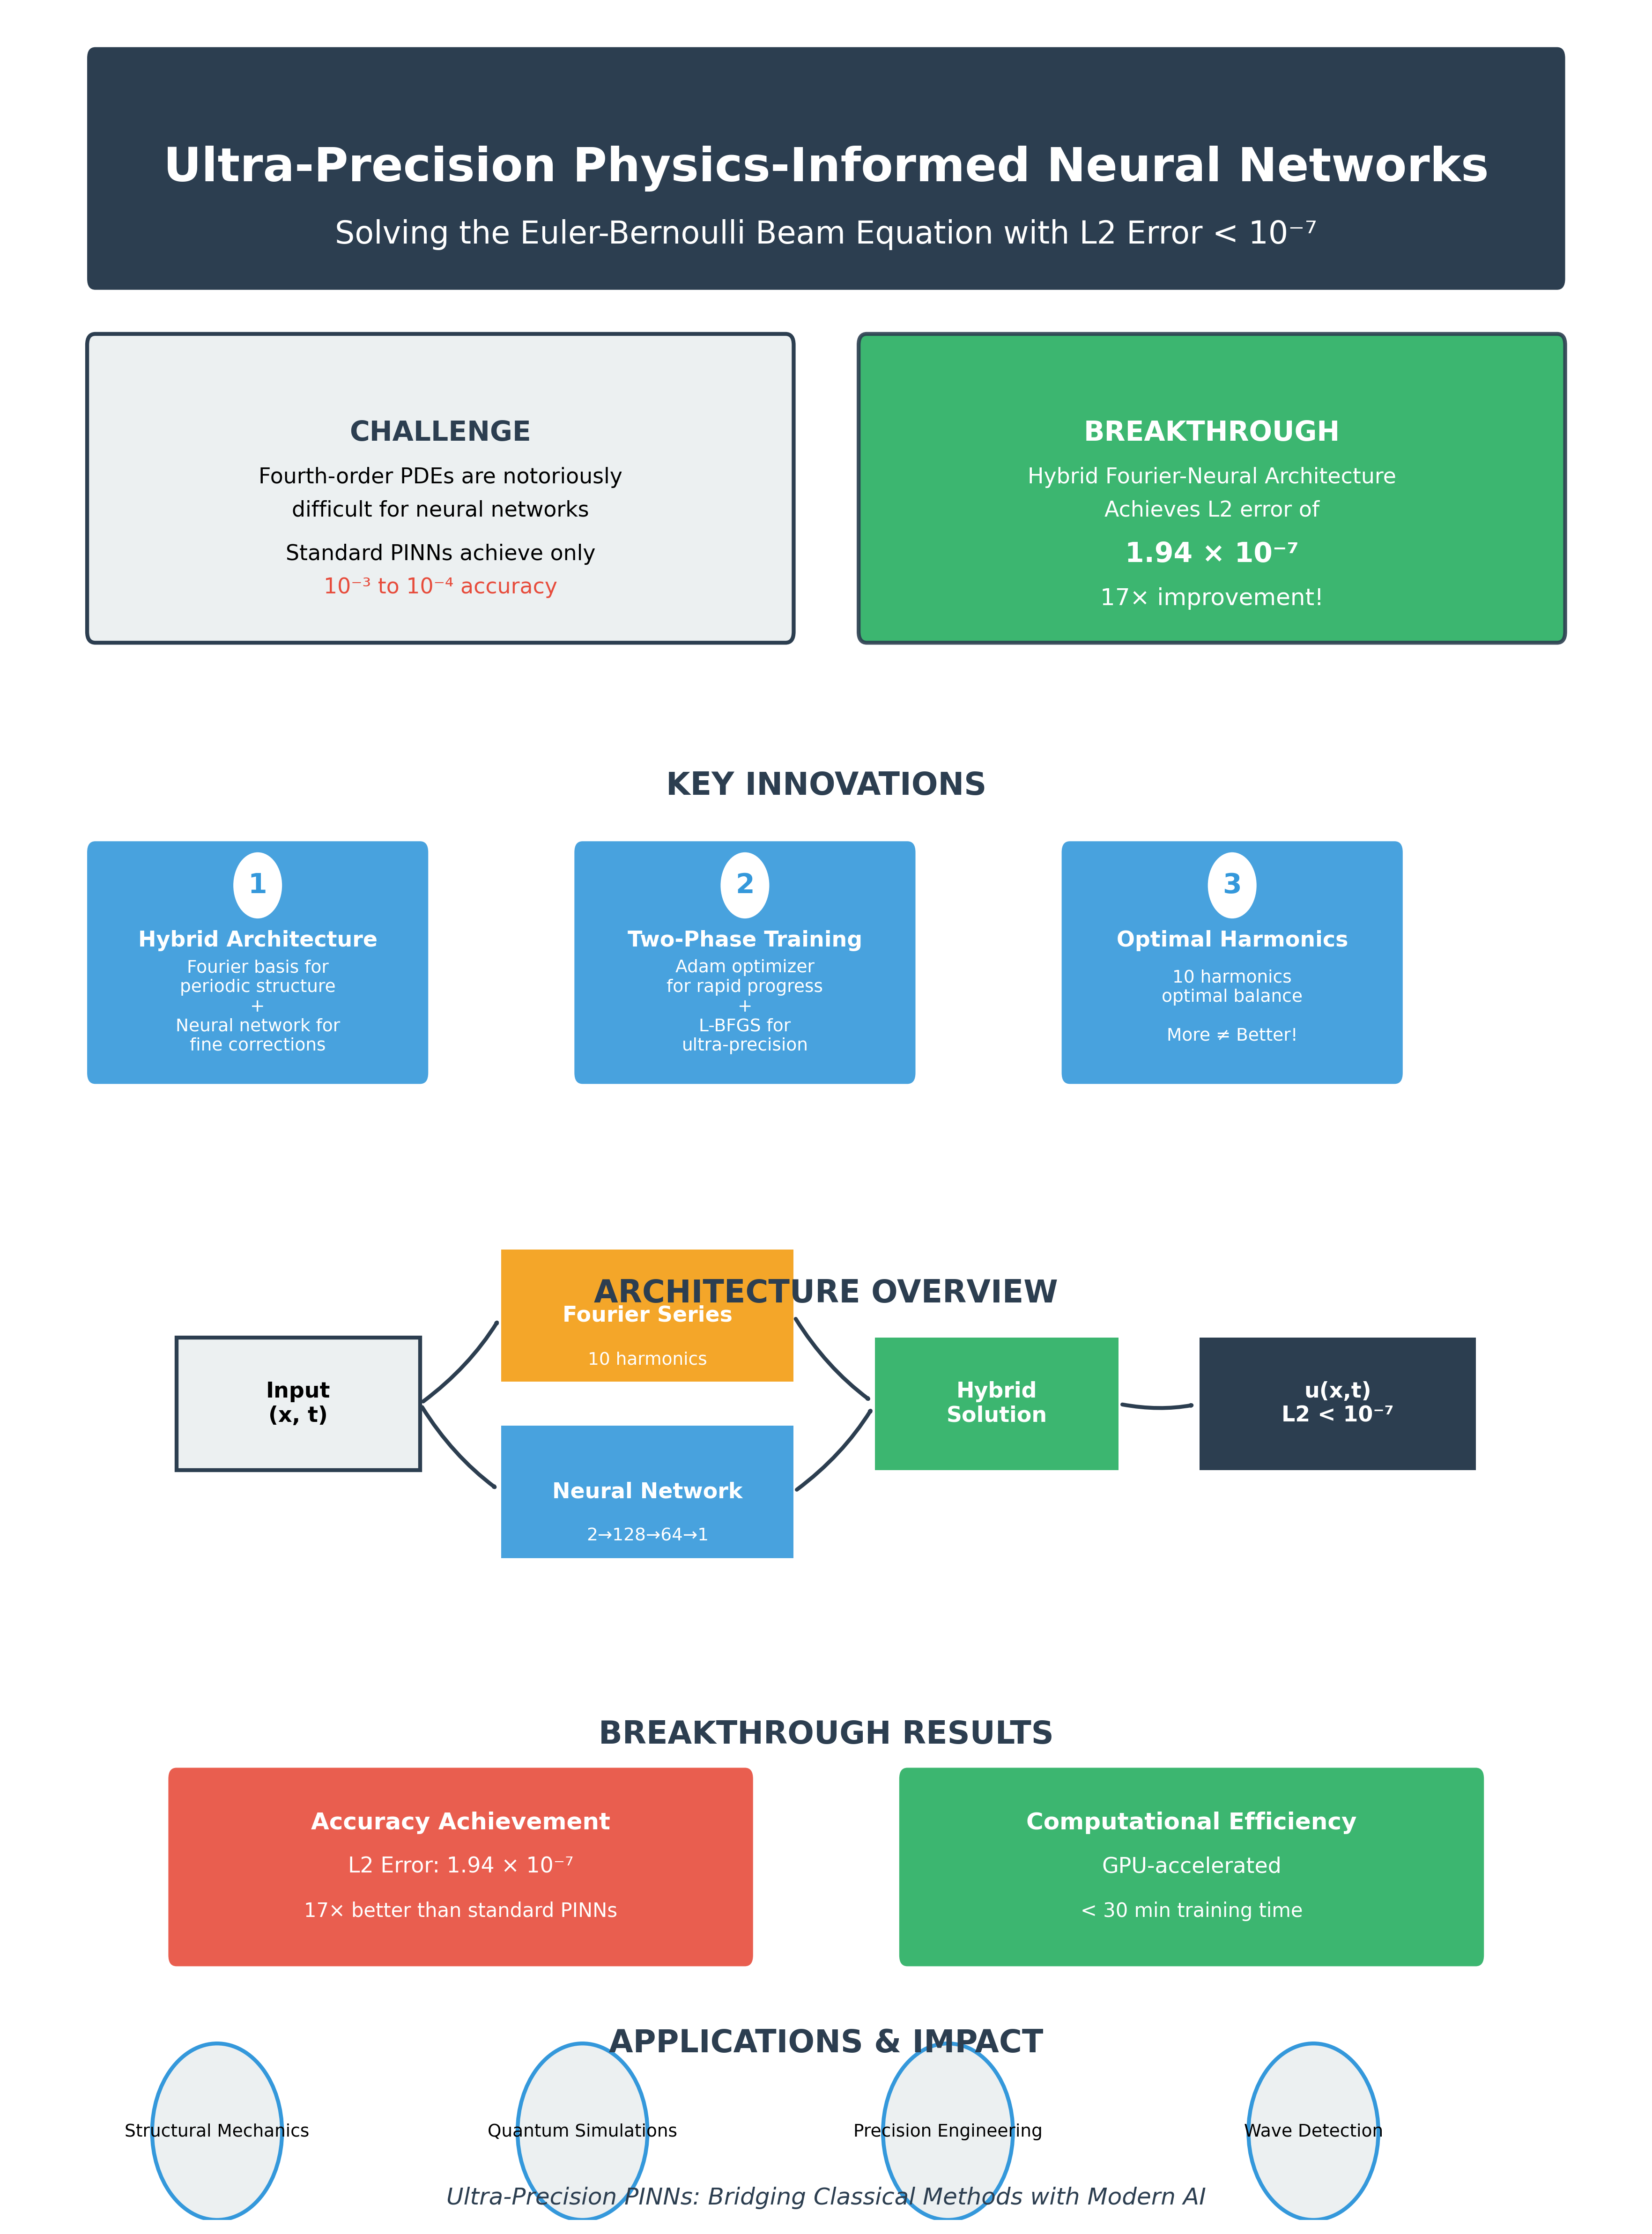 Ultra-Precision Physics-Informed Neural Networks
Solving the Euler-Bernoulli Beam Equation with L2 Error < 10⁻⁷
CHALLENGE
Fourth-order PDEs are notoriously
difficult for neural networks
Standard PINNs achieve only
10⁻³ to 10⁻⁴ accuracy
BREAKTHROUGH
Hybrid Fourier-Neural Architecture
Achieves L2 error of
1.94 × 10⁻⁷
17× improvement!
KEY INNOVATIONS
1
Hybrid Architecture
Fourier basis for
periodic structure
+
Neural network for
fine corrections
2
Two-Phase Training
Adam optimizer
for rapid progress
+
L-BFGS for
ultra-precision
3
Optimal Harmonics
10 harmonics
optimal balance
More ≠ Better!
ARCHITECTURE OVERVIEW
Input
(x, t)
Fourier Series
10 harmonics
Neural Network
2→128→64→1
Hybrid
Solution
u(x,t)
L2 < 10⁻⁷
BREAKTHROUGH RESULTS
Accuracy Achievement
L2 Error: 1.94 × 10⁻⁷
17× better than standard PINNs
Computational Efficiency
GPU-accelerated
< 30 min training time
APPLICATIONS & IMPACT
Structural Mechanics
Quantum Simulations
Precision Engineering
Wave Detection
Ultra-Precision PINNs: Bridging Classical Methods with Modern AI